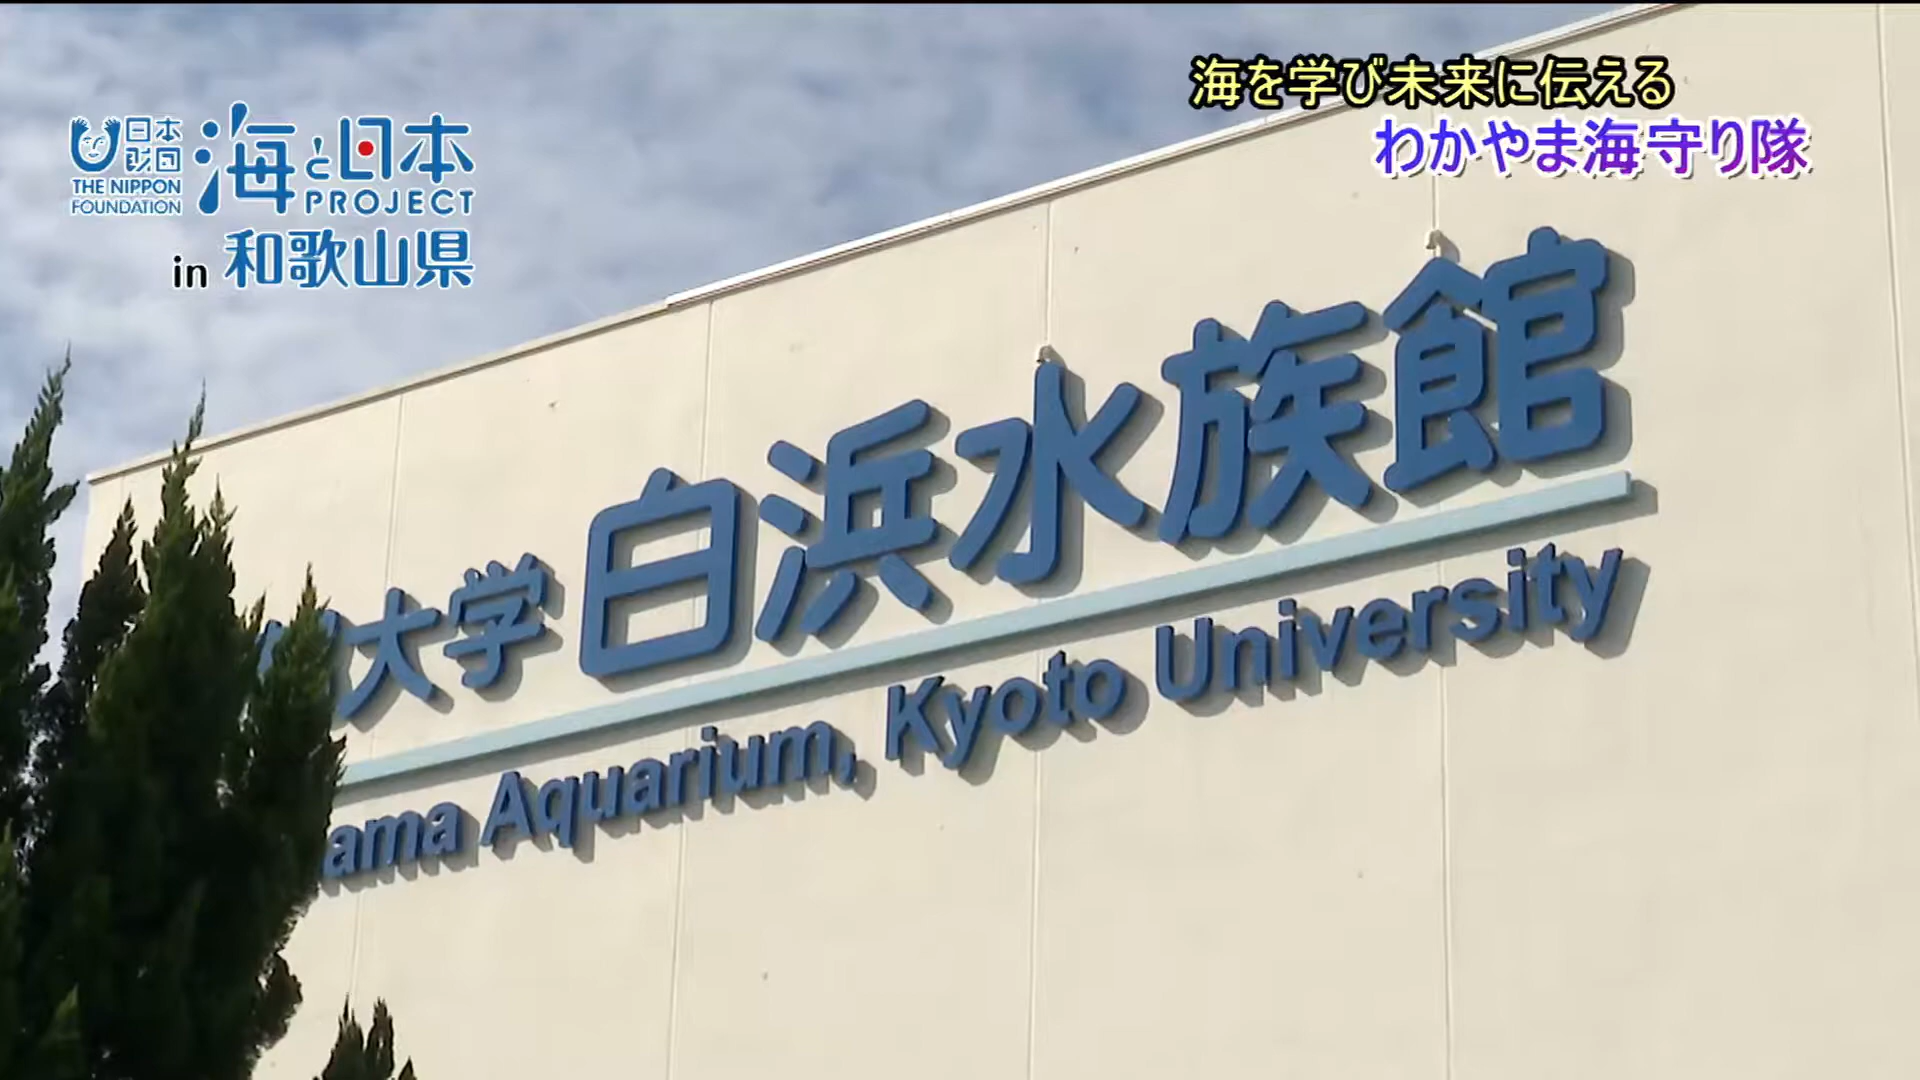 日本
財団
THE NIPPON
FOUNDATION
海と日本
PROJECT
in 和歌山県
海を学び未来に伝える
わかやま海守り隊
大学 白浜水族館
ama Aquarium, Kyoto University